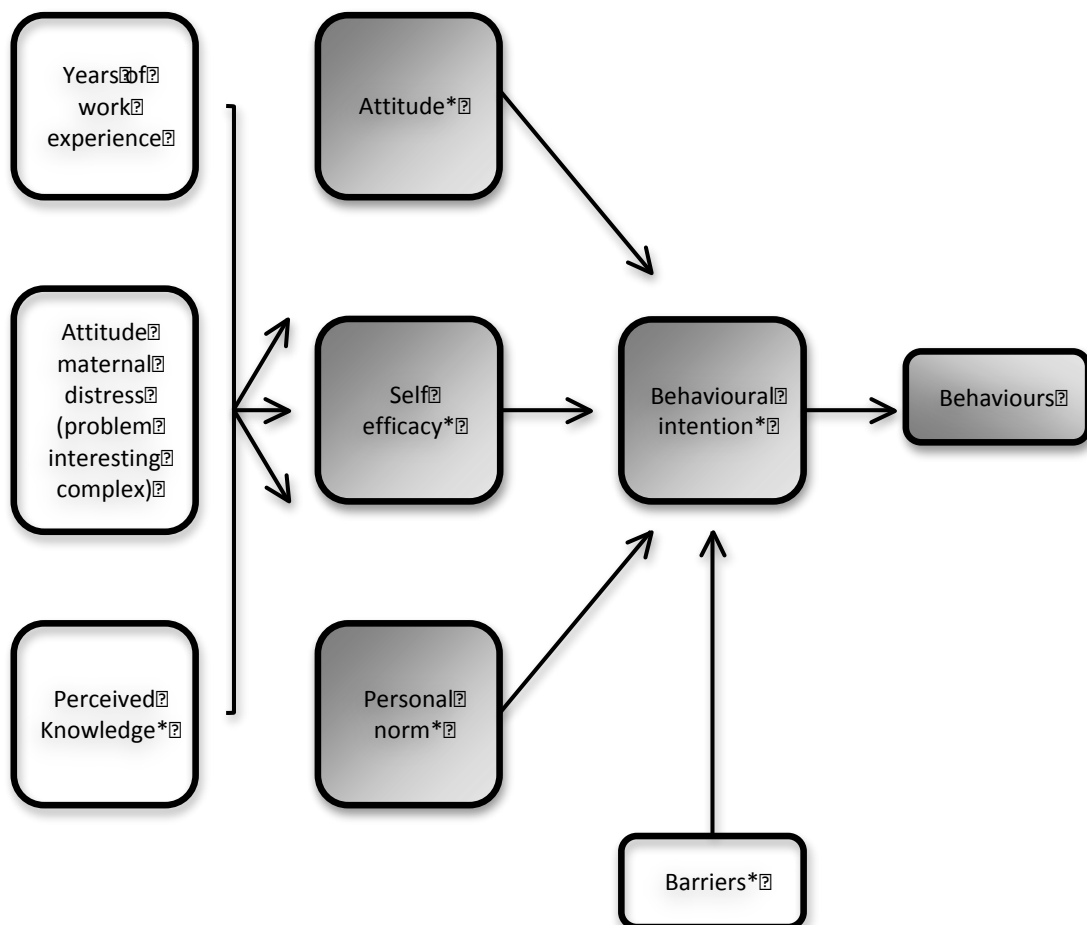 Years of
work
experience
Attitude
maternal
distress
(problem
interesting
complex)
Perceived
Knowledge*
Attitude*
Self
efficacy*
Personal
norm*
Behavioural
intention*
Barriers*
Behaviours